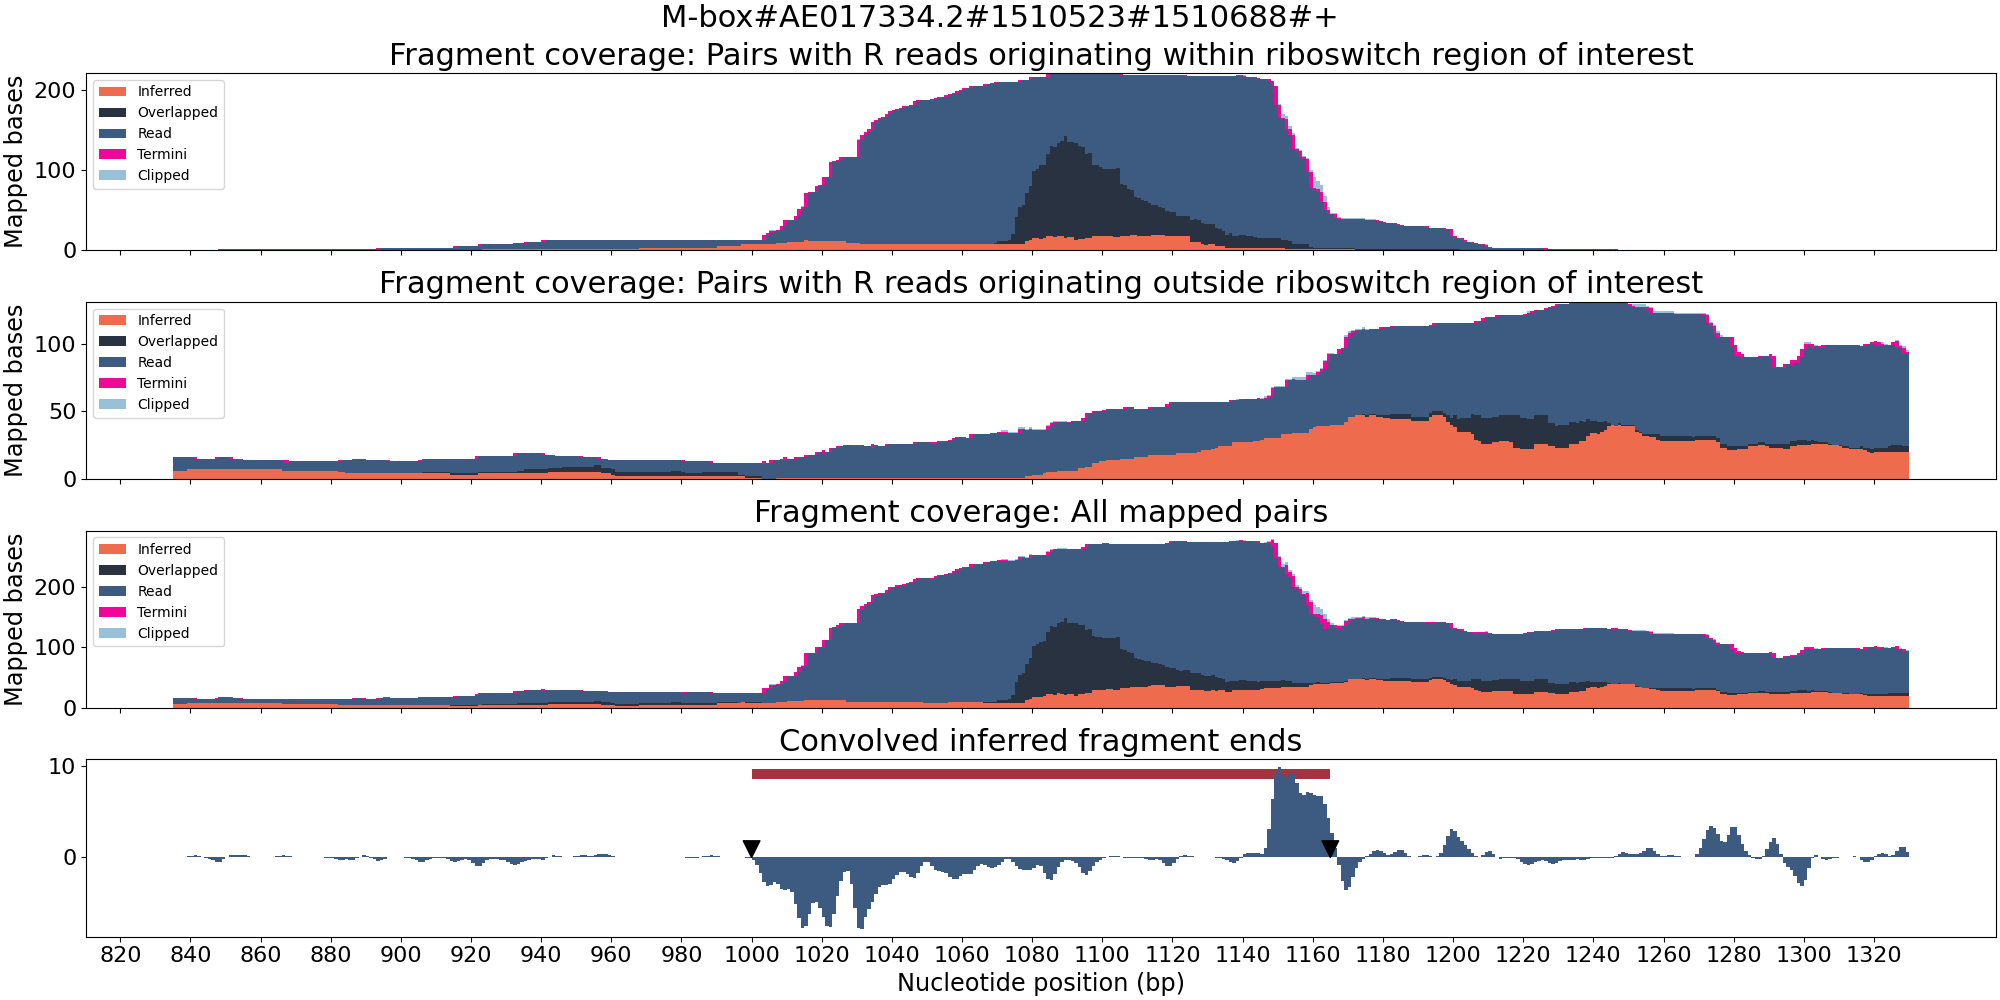 M-box#AE017334.2#1510523#1510688#+
Fragment coverage: Pairs with R reads originating within riboswitch region of interest
Mapped bases
200
100
0
Inferred
Overlapped
Read
Termini
Clipped
Fragment coverage: Pairs with R reads originating outside riboswitch region of interest
Mapped bases
100
50
0
Inferred
Overlapped
Read
Termini
Clipped
Fragment coverage: All mapped pairs
Mapped bases
200
100
0
Inferred
Overlapped
Read
Termini
Clipped
Convolved inferred fragment ends
10
0
820 840 860 880 900 920 940 960 980 1000 1020 1040 1060 1080 1100 1120 1140 1160 1180 1200 1220 1240 1260 1280 1300 1320
Nucleotide position (bp)